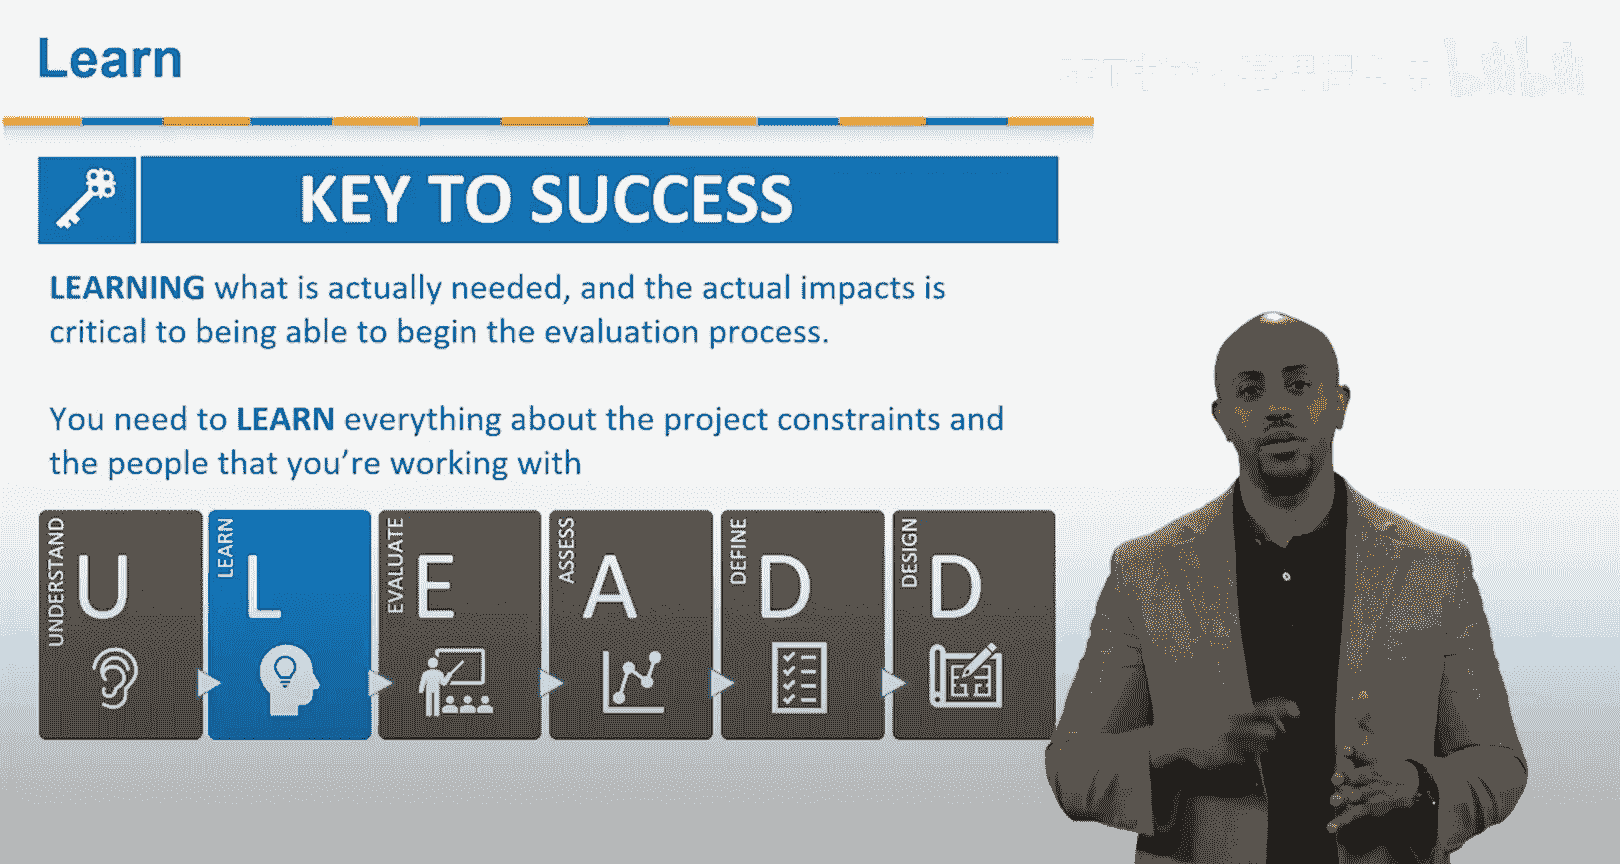 Learn
KEY TO SUCCESS
LEARNING what is actually needed, and the actual impacts is
critical to being able to begin the evaluation process.
You need to LEARN everything about the project constraints and
the people that you're working with
UNDERSTAND
U
LEARN
L
EVALUATE
E
ASSESS
A
DEFINE
D
DESIGN
D